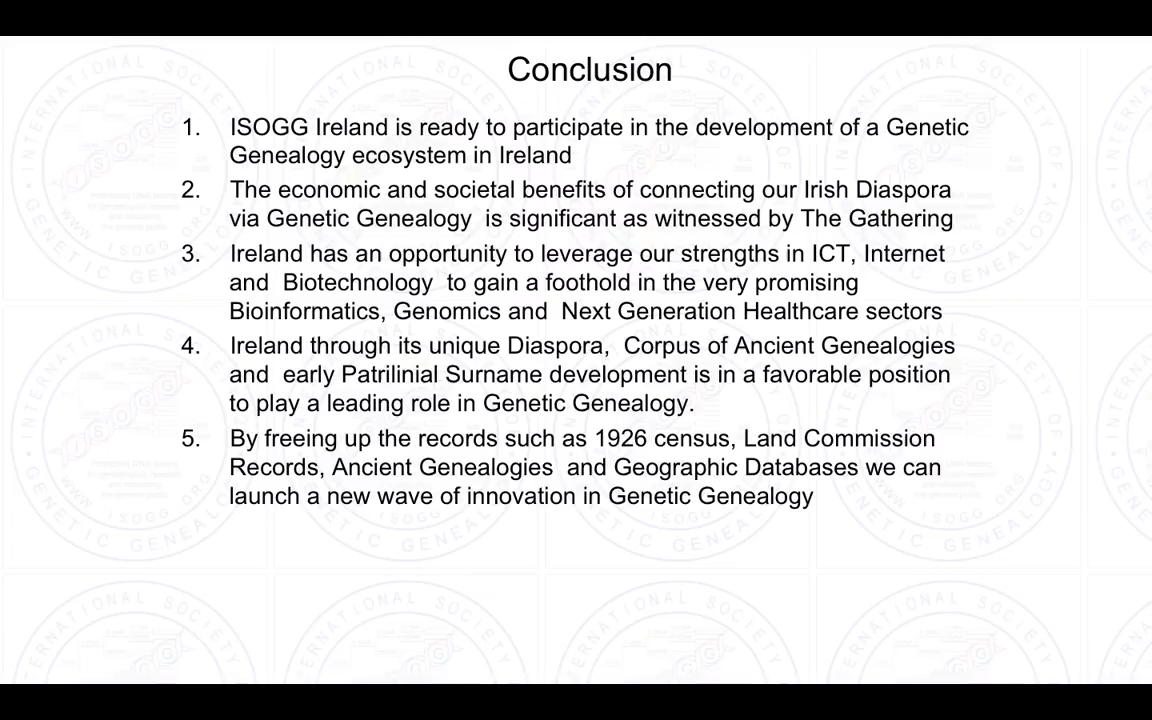 Conclusion
1. ISOGG Ireland is ready to participate in the development of a Genetic
Genealogy ecosystem in Ireland
2. The economic and societal benefits of connecting our Irish Diaspora
via Genetic Genealogy  is significant as witnessed by The Gathering
3. Ireland has an opportunity to leverage our strengths in ICT, Internet
and  Biotechnology  to gain a foothold in the very promising
Bioinformatics, Genomics and  Next Generation Healthcare sectors
4. Ireland through its unique Diaspora,  Corpus of Ancient Genealogies
and  early Patrilinial Surname development is in a favorable position
to play a leading role in Genetic Genealogy.
5. By freeing up the records such as 1926 census, Land Commission
Records, Ancient Genealogies  and Geographic Databases we can
launch a new wave of innovation in Genetic Genealogy